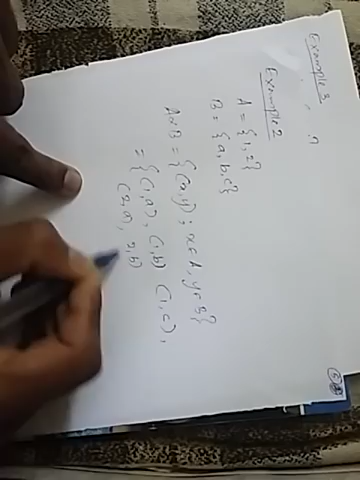 Example 3
Example 2
A = {1, 2}
B = {a, b, c}
A×B = {(x,y) ; x∈A, y∈B}
= {(1,a), (1,b) (1,c),
(2,a), 2,b)